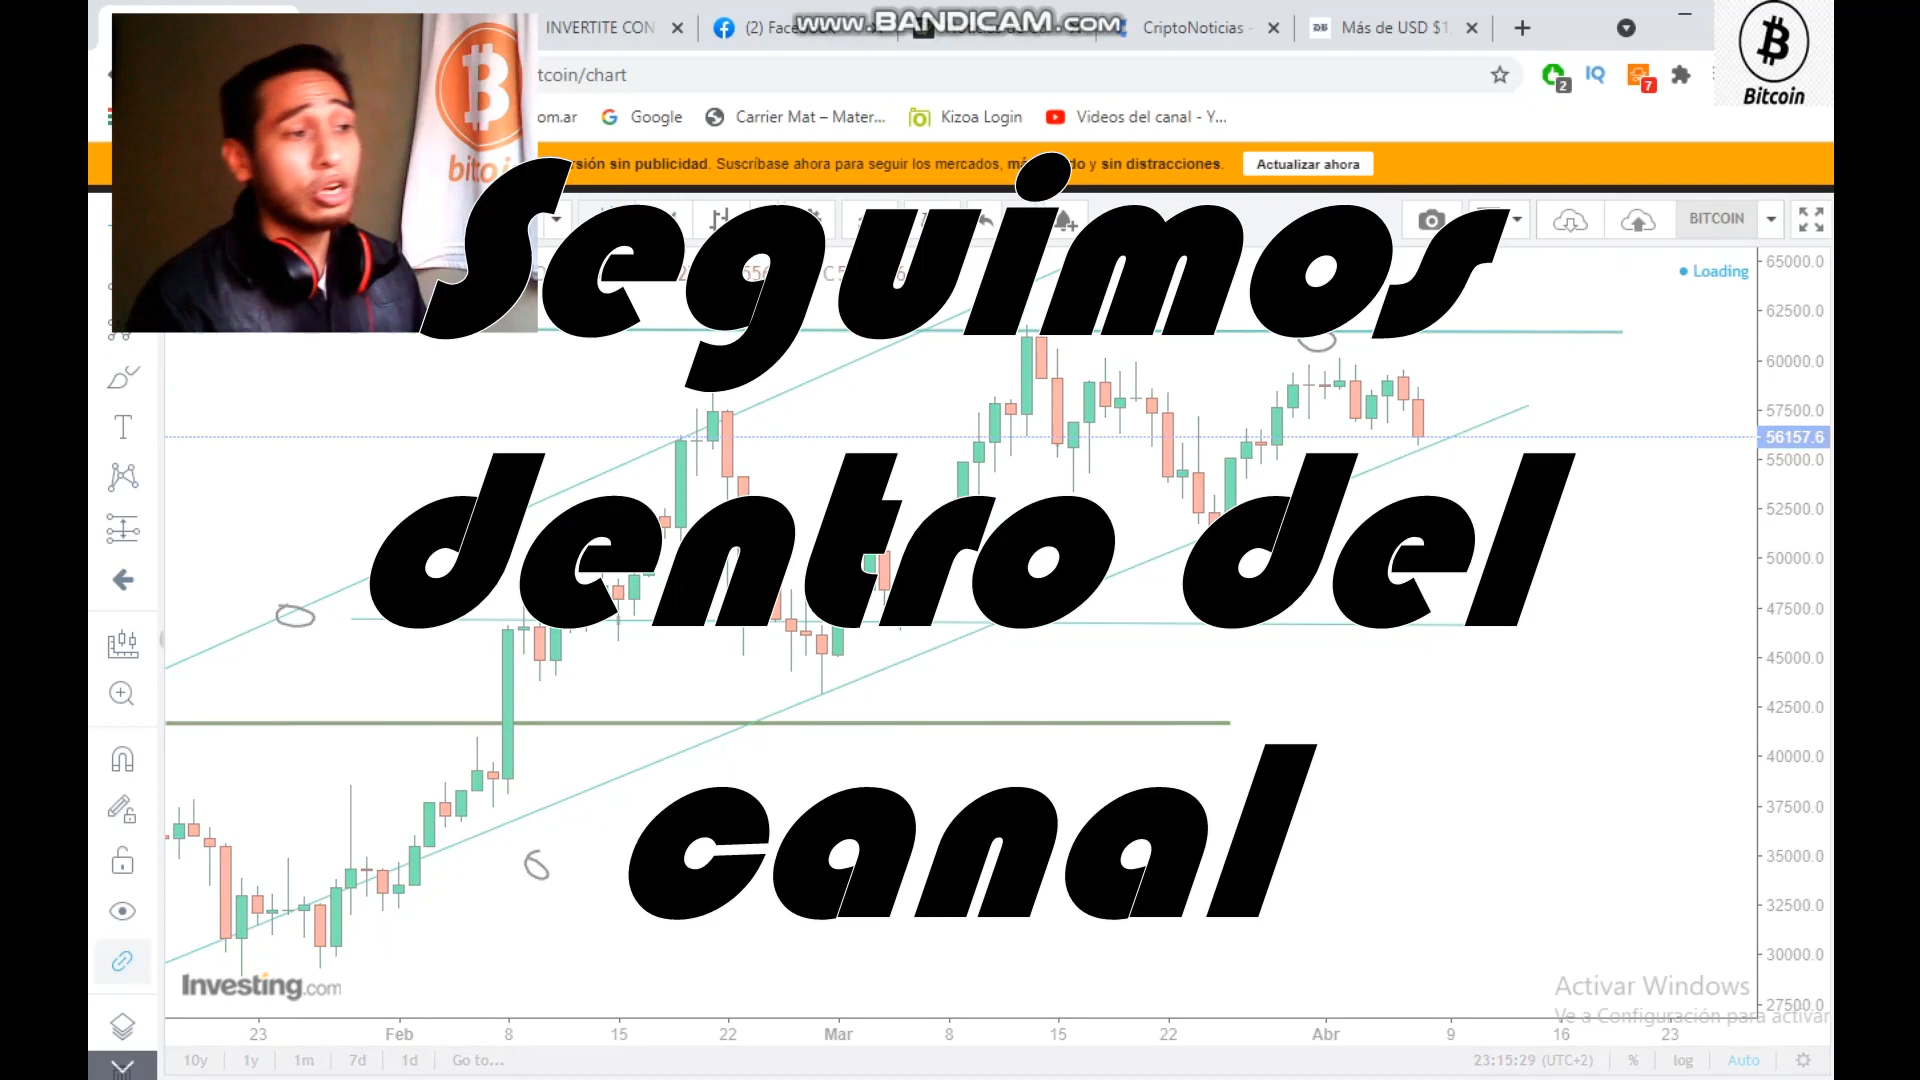 www.BANDICAM.com
INVERTITE CON
(2)
CriptoNoticias -
Más de USD $1
tcoin/chart
2
IQ
7
Bitcoin
om.ar
Google
Carrier Mat – Mater...
Kizoa Login
Videos del canal - Y...
sin publicidad. Suscríbase ahora para seguir los mercados,
y sin distracciones.
Actualizar ahora
BITCOIN
Loading
Seguimos
dentro del
canal
65000.0
62500.0
60000.0
57500.0
56157.6
55000.0
52500.0
50000.0
47500.0
45000.0
42500.0
40000.0
37500.0
35000.0
32500.0
30000.0
27500.0
Investing.com
Activar Windows
Ve a Configuración para activar
23 Feb 8 15 22 Mar 8 15 22 Abr 9 16 23
10y 1y 1m 7d 1d Go to...
23:15:29 (UTC+2) % log Auto